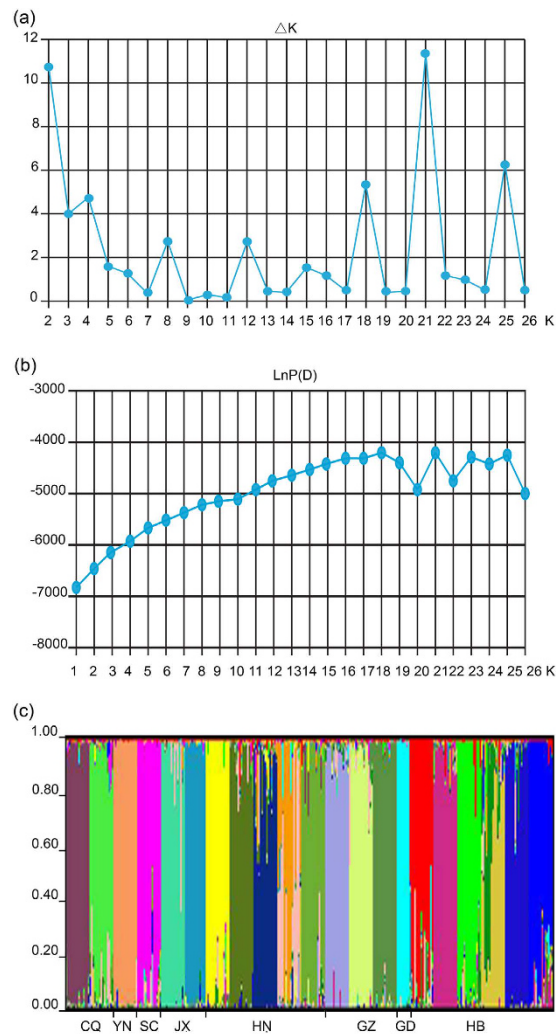 (a)
△K
12
10
8
6
4
2
0
2 3 4 5 6 7 8 9 10 11 12 13 14 15 16 17 18 19 20 21 22 23 24 25 26 K
(b)
LnP(D)
-3000
-4000
-5000
-6000
-7000
-8000
1 2 3 4 5 6 7 8 9 10 11 12 13 14 15 16 17 18 19 20 21 22 23 24 25 26 K
(c)
1.00
0.80
0.60
0.40
0.20
0.00
CQ YN SC JX HN GZ GD HB